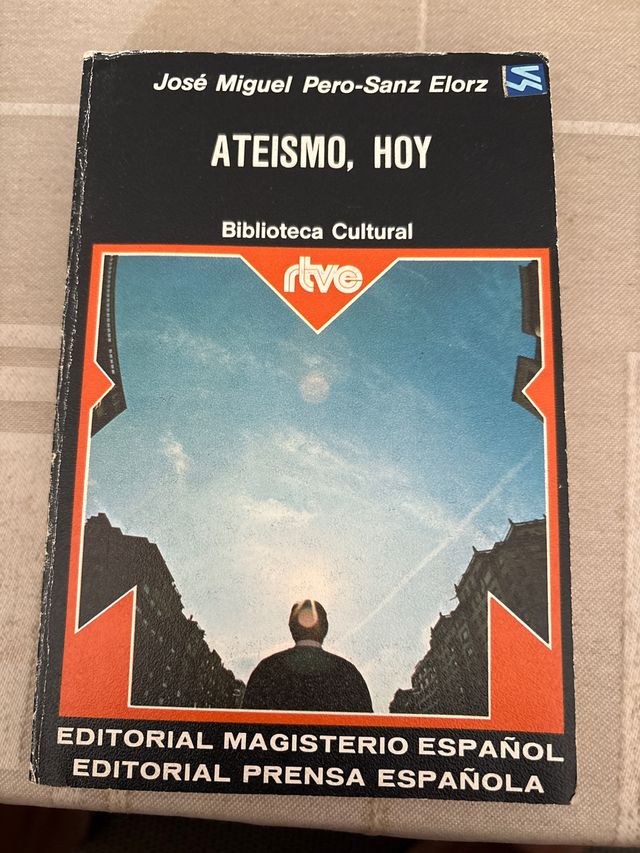 José Miguel Pero-Sanz Elorz
ATEISMO, HOY
Biblioteca Cultural
rtve
EDITORIAL MAGISTERIO ESPAÑOL
EDITORIAL PRENSA ESPAÑOLA